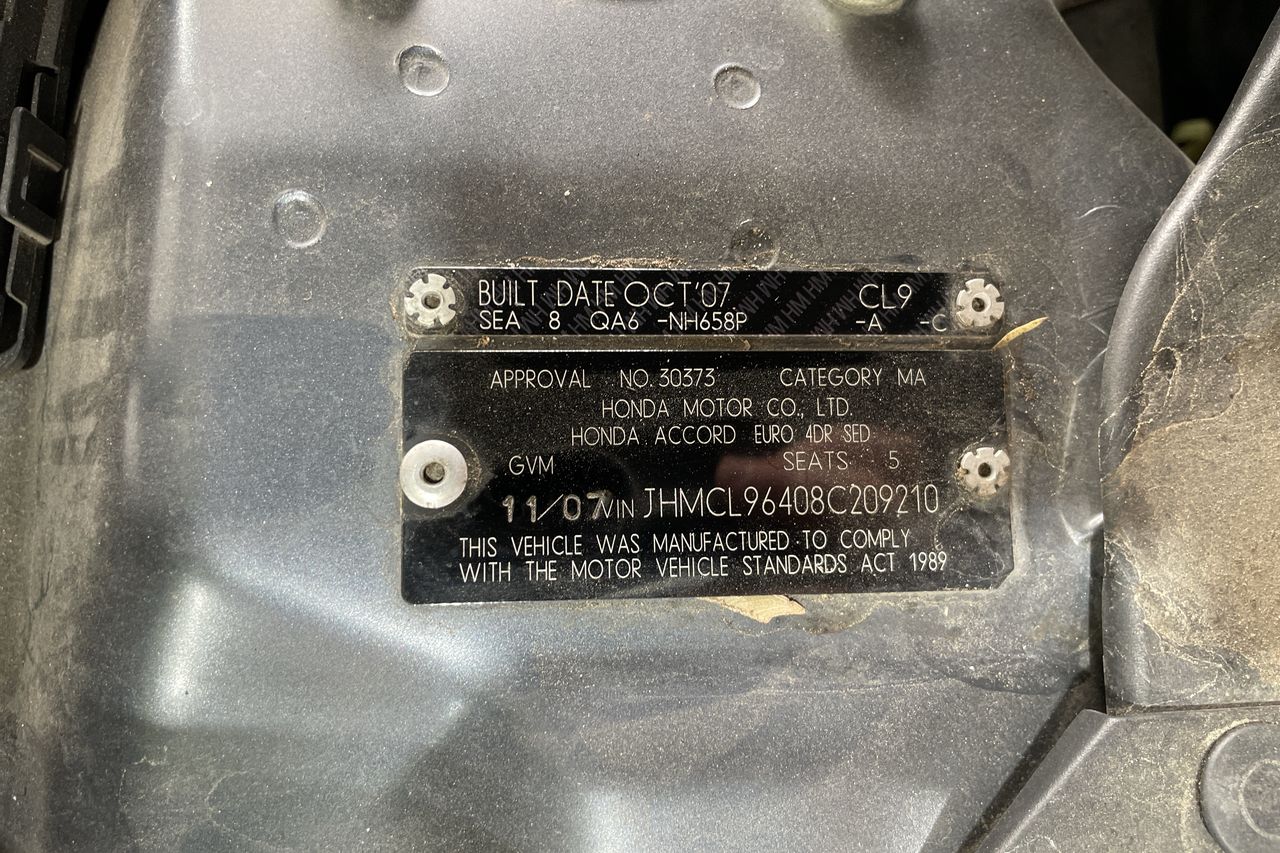 BUILT DATE OCT'07 CL9
SEA 8 QA6 -NH658P -A -C
APPROVAL NO. 30373 CATEGORY MA
HONDA MOTOR CO., LTD.
HONDA ACCORD EURO 4DR SED
GVM SEATS 5
11/07 VIN JHMCL96408C209210
THIS VEHICLE WAS MANUFACTURED TO COMPLY
WITH THE MOTOR VEHICLE STANDARDS ACT 1989